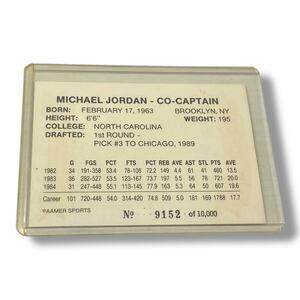 MICHAEL JORDAN - CO-CAPTAIN
BORN: FEBRUARY 17, 1963 BROOKLYN, NY
HEIGHT: 6'6" WEIGHT: 195
COLLEGE: NORTH CAROLINA
DRAFTED: 1st ROUND -
PICK #3 TO CHICAGO, 1989
G FGS PCT FTS PCT REB AVE AST STL PTS AVE
1982 34 191-358 53.4 78-108 72.2 149 4.4 61 41 460 13.5
1983 36 282-527 53.5 123-167 73.7 197 5.5 56 78 721 20.0
1984 31 247-448 55.1 113-145 77.9 163 5.3 64 50 607 19.6
Career 101 720-446 54.0 314-420 74.8 509 5.0 181 169 1788 17.7
©AAMER SPORTS
Nº 9152 of 10,000